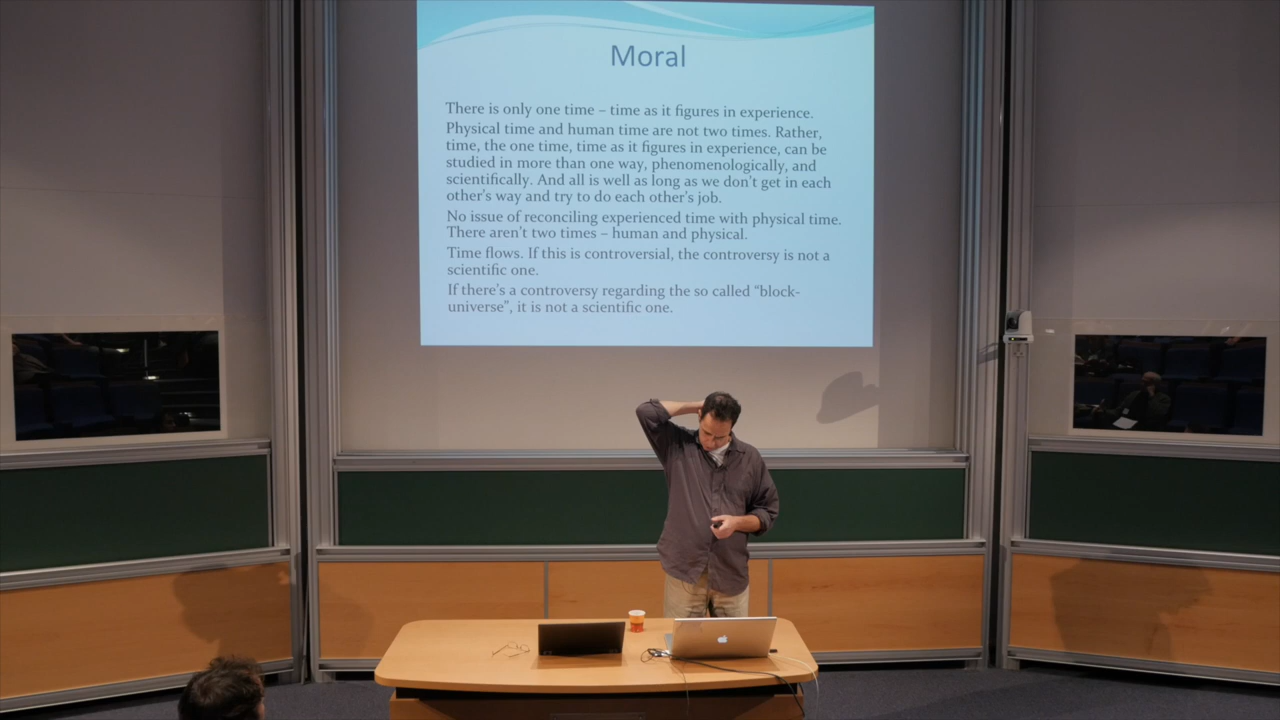 Moral
There is only one time – time as it figures in experience.
Physical time and human time are not two times. Rather,
time, the one time, time as it figures in experience, can be
studied in more than one way, phenomenologically, and
scientifically. And all is well as long as we don't get in each
other's way and try to do each other's job.
No issue of reconciling experienced time with physical time.
There aren't two times – human and physical.
Time flows. If this is controversial, the controversy is not a
scientific one.
If there's a controversy regarding the so called "block-
universe", it is not a scientific one.